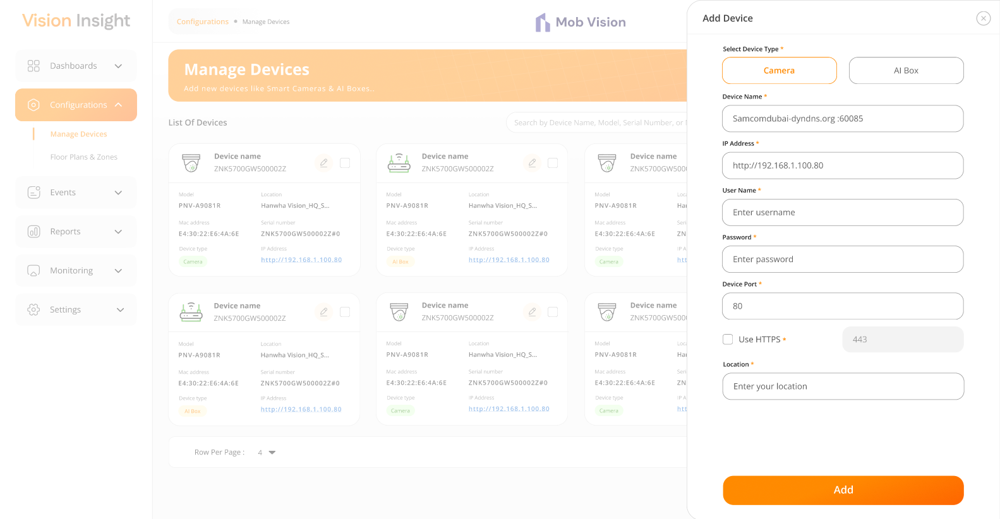 Vision Insight
Dashboards
Configurations
Manage Devices
Floor Plans & Zones
Events
Reports
Monitoring
Settings
Configurations • Manage Devices
Mob Vision
Manage Devices
Add new devices like Smart Cameras & AI Boxes..
List Of Devices
Search by Device Name, Model, Serial Number, or
Device name
ZNK5700GW500002Z
Model
Location
PNV-A9081R
Hanwha Vision_HQ_S...
Mac address
Serial number
E4:30:22:E6:4A:6E
ZNK5700GW500002Z#0
Device type
IP Address
Camera
http://192.168.1.100.80
Device name
ZNK5700GW500002Z
Model
Location
PNV-A9081R
Hanwha Vision_HQ_S...
Mac address
Serial number
E4:30:22:E6:4A:6E
ZNK5700GW500002Z#0
Device type
IP Address
AI Box
http://192.168.1.100.80
Device name
ZNK5700GW500
Model
Loca
PNV-A9081R
Har
Mac address
Seri
E4:30:22:E6:4A:6E
ZN
Device type
IP A
Camera
htt
Device name
ZNK5700GW500002Z
Model
Location
PNV-A9081R
Hanwha Vision_HQ_S...
Mac address
Serial number
E4:30:22:E6:4A:6E
ZNK5700GW500002Z#0
Device type
IP Address
AI Box
http://192.168.1.100.80
Device name
ZNK5700GW500002Z
Model
Location
PNV-A9081R
Hanwha Vision_HQ_S...
Mac address
Serial number
E4:30:22:E6:4A:6E
ZNK5700GW500002Z#0
Device type
IP Address
Camera
http://192.168.1.100.80
Device name
ZNK5700GW500
Model
Loca
PNV-A9081R
Har
Mac address
Seri
E4:30:22:E6:4A:6E
ZN
Device type
IP A
Camera
htt
Row Per Page : 4
Add Device
Select Device Type *
Camera
AI Box
Device Name *
Samcomdubai-dyndns.org :60085
IP Address *
http://192.168.1.100.80
User Name *
Enter username
Password *
Enter password
Device Port *
80
Use HTTPS *
443
Location *
Enter your location
Add